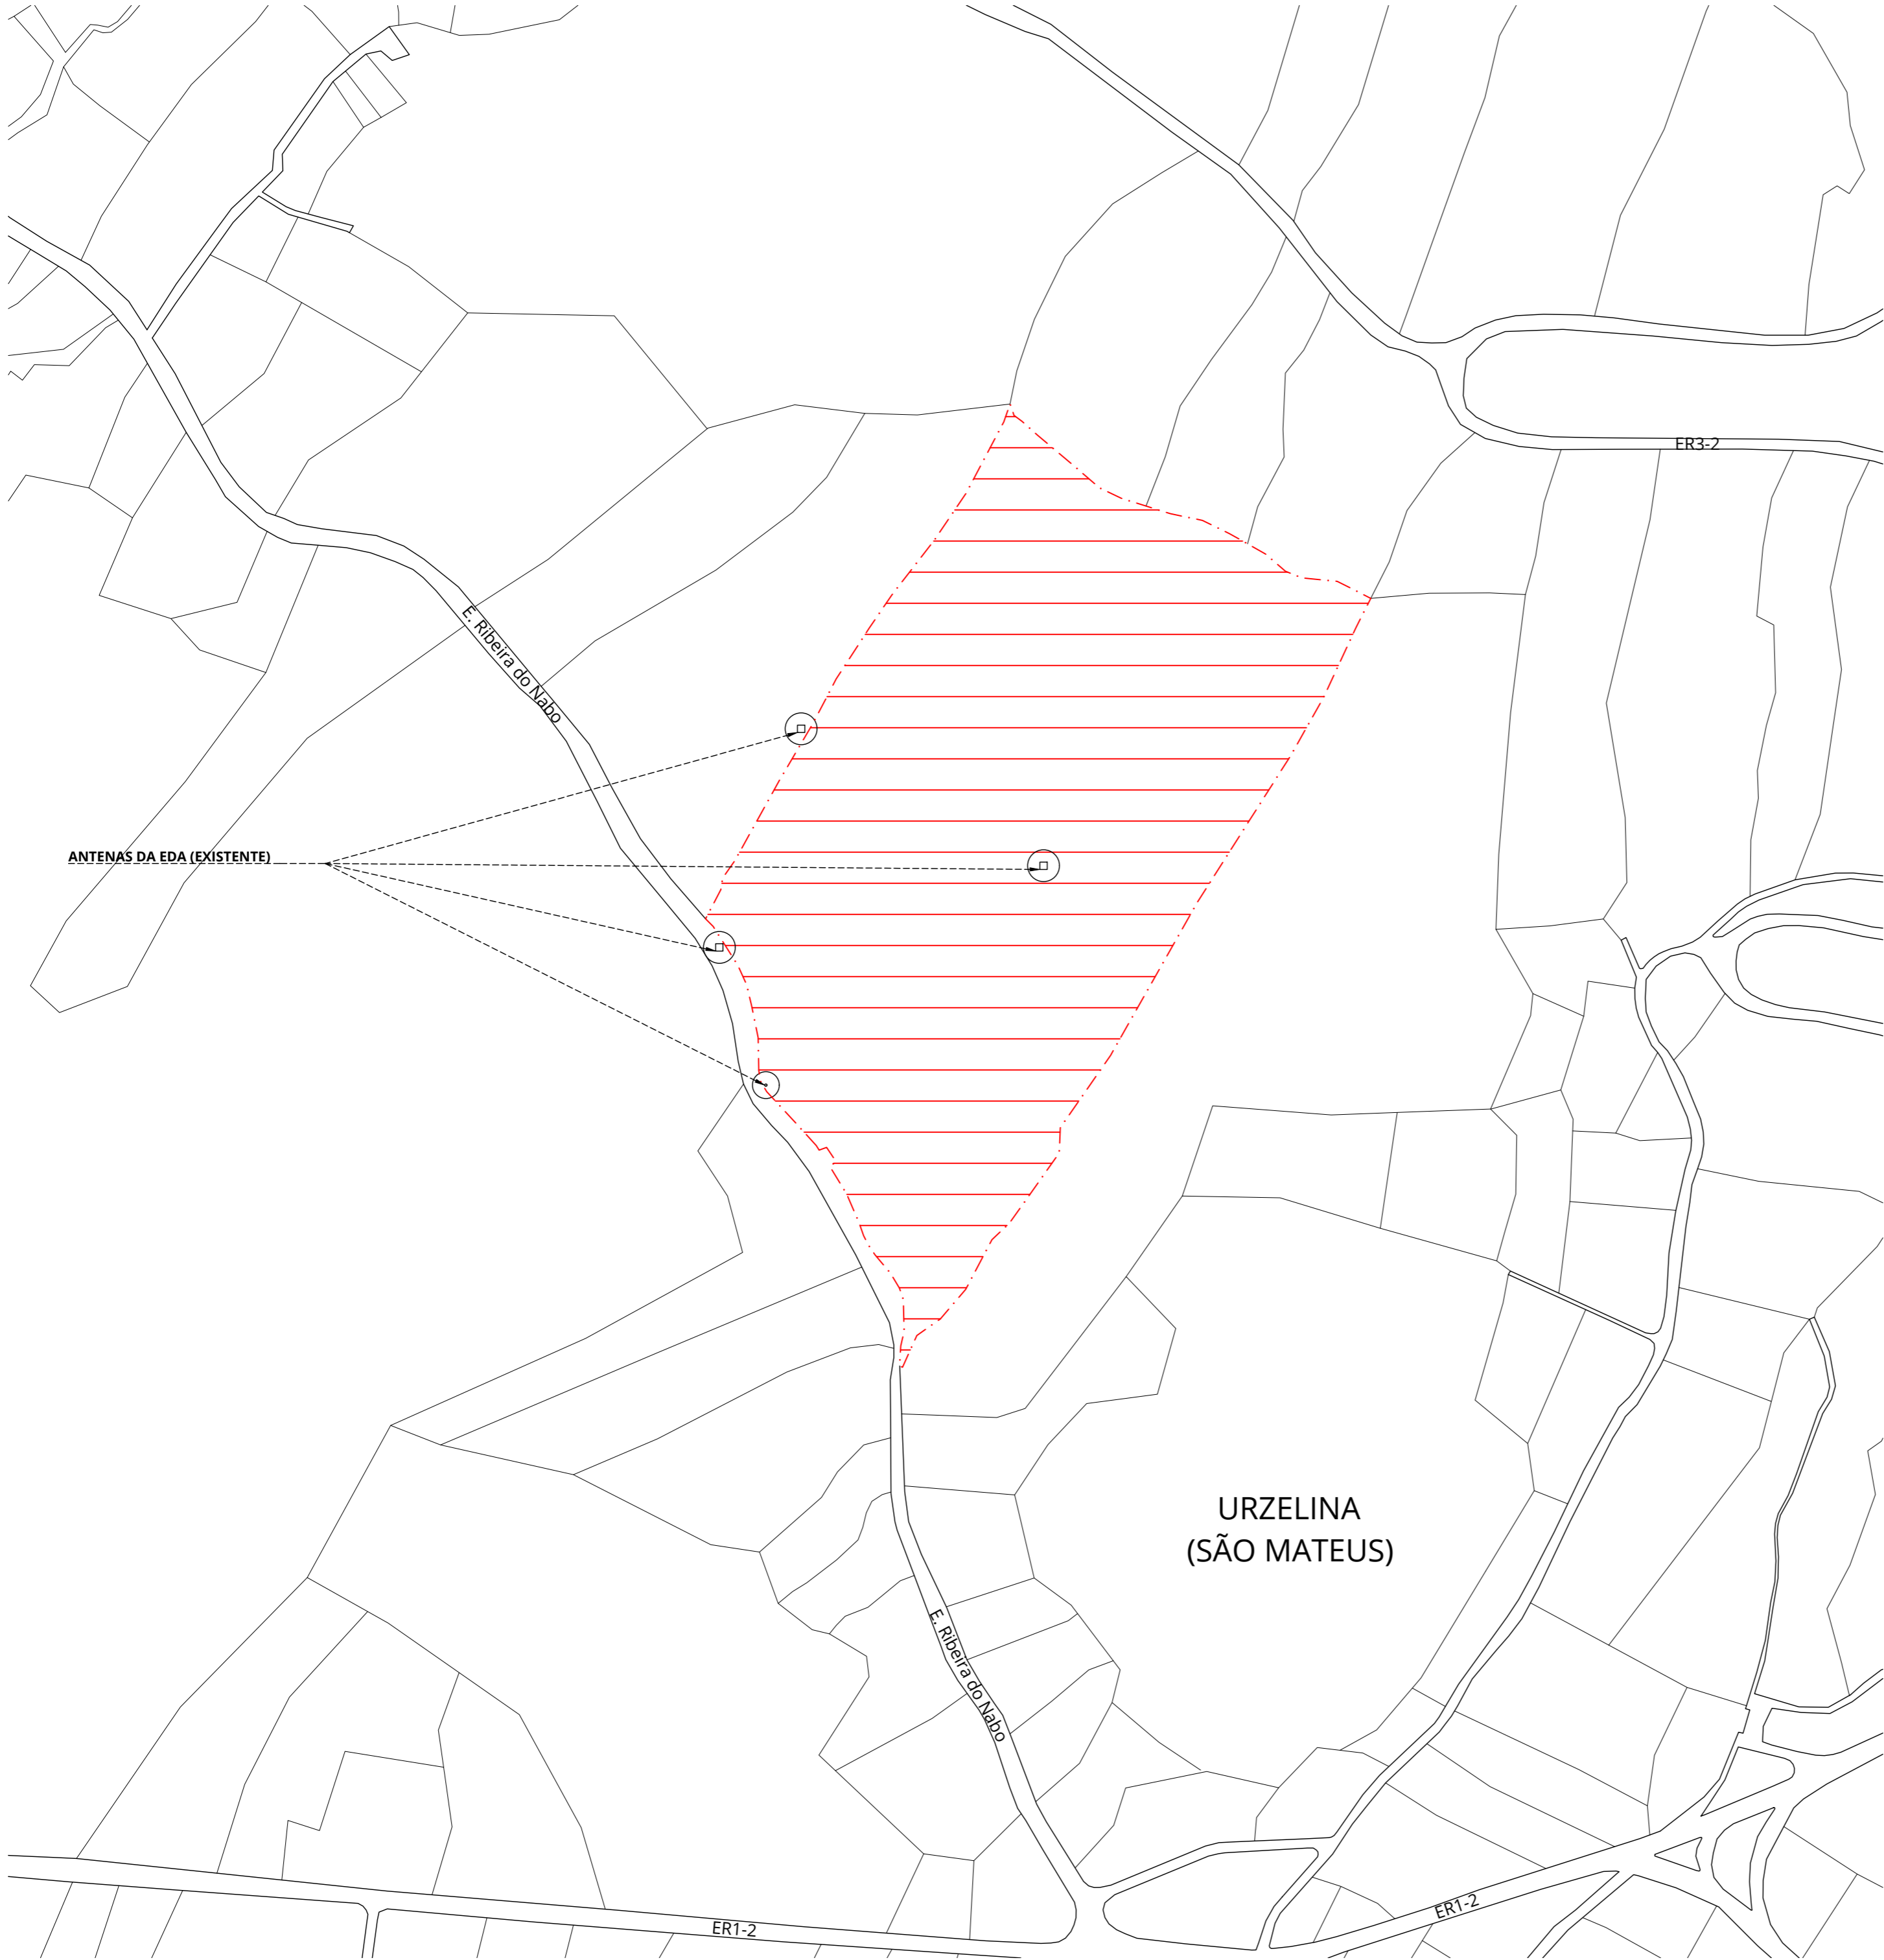 ER3-2
E. Ribeira do Nabo
ANTENAS DA EDA (EXISTENTE)
URZELINA
(SÃO MATEUS)
E. Ribeira do Nabo
ER1-2
ER1-2